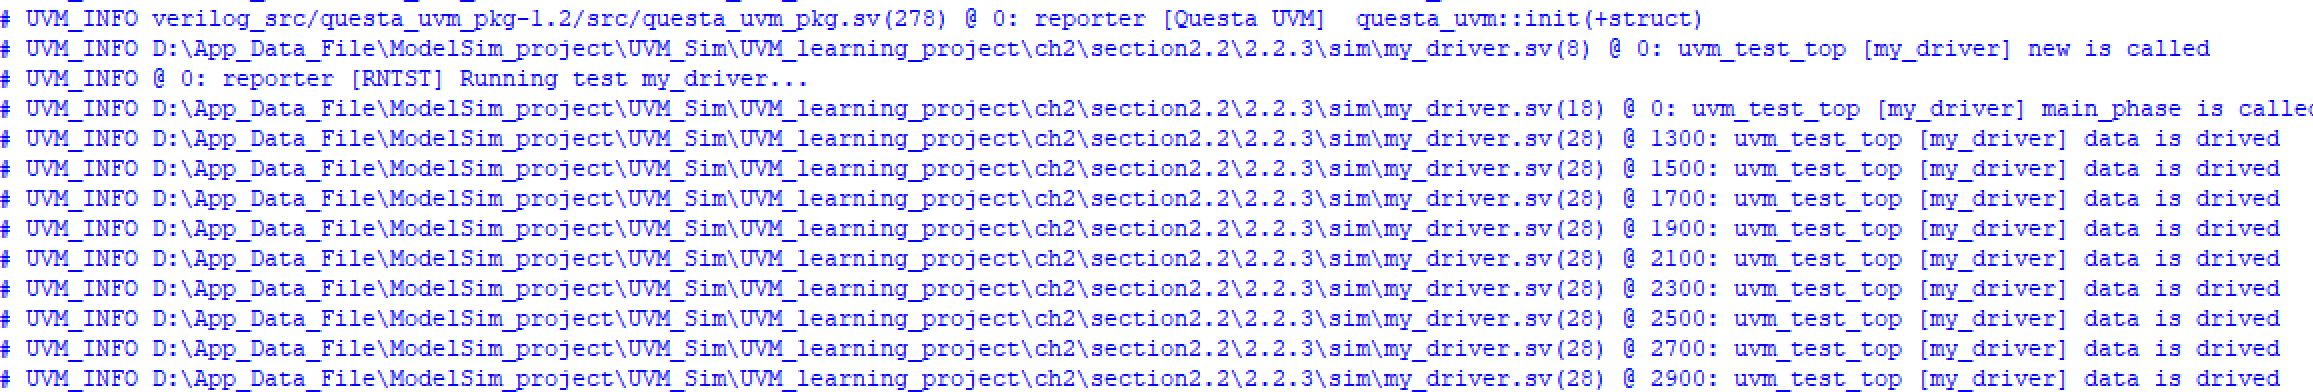 # UVM_INFO verilog_src/questa_uvm_pkg-1.2/src/questa_uvm_pkg.sv(278) @ 0: reporter [Questa UVM]  questa_uvm::init(+struct)
# UVM_INFO D:\App_Data_File\ModelSim_project\UVM_Sim\UVM_learning_project\ch2\section2.2\2.2.3\sim\my_driver.sv(8) @ 0: uvm_test_top [my_driver] new is called
# UVM_INFO @ 0: reporter [RNTST] Running test my_driver...
# UVM_INFO D:\App_Data_File\ModelSim_project\UVM_Sim\UVM_learning_project\ch2\section2.2\2.2.3\sim\my_driver.sv(18) @ 0: uvm_test_top [my_driver] main_phase is called
# UVM_INFO D:\App_Data_File\ModelSim_project\UVM_Sim\UVM_learning_project\ch2\section2.2\2.2.3\sim\my_driver.sv(28) @ 1300: uvm_test_top [my_driver] data is drived
# UVM_INFO D:\App_Data_File\ModelSim_project\UVM_Sim\UVM_learning_project\ch2\section2.2\2.2.3\sim\my_driver.sv(28) @ 1500: uvm_test_top [my_driver] data is drived
# UVM_INFO D:\App_Data_File\ModelSim_project\UVM_Sim\UVM_learning_project\ch2\section2.2\2.2.3\sim\my_driver.sv(28) @ 1700: uvm_test_top [my_driver] data is drived
# UVM_INFO D:\App_Data_File\ModelSim_project\UVM_Sim\UVM_learning_project\ch2\section2.2\2.2.3\sim\my_driver.sv(28) @ 1900: uvm_test_top [my_driver] data is drived
# UVM_INFO D:\App_Data_File\ModelSim_project\UVM_Sim\UVM_learning_project\ch2\section2.2\2.2.3\sim\my_driver.sv(28) @ 2100: uvm_test_top [my_driver] data is drived
# UVM_INFO D:\App_Data_File\ModelSim_project\UVM_Sim\UVM_learning_project\ch2\section2.2\2.2.3\sim\my_driver.sv(28) @ 2300: uvm_test_top [my_driver] data is drived
# UVM_INFO D:\App_Data_File\ModelSim_project\UVM_Sim\UVM_learning_project\ch2\section2.2\2.2.3\sim\my_driver.sv(28) @ 2500: uvm_test_top [my_driver] data is drived
# UVM_INFO D:\App_Data_File\ModelSim_project\UVM_Sim\UVM_learning_project\ch2\section2.2\2.2.3\sim\my_driver.sv(28) @ 2700: uvm_test_top [my_driver] data is drived
# UVM_INFO D:\App_Data_File\ModelSim_project\UVM_Sim\UVM_learning_project\ch2\section2.2\2.2.3\sim\my_driver.sv(28) @ 2900: uvm_test_top [my_driver] data is drived